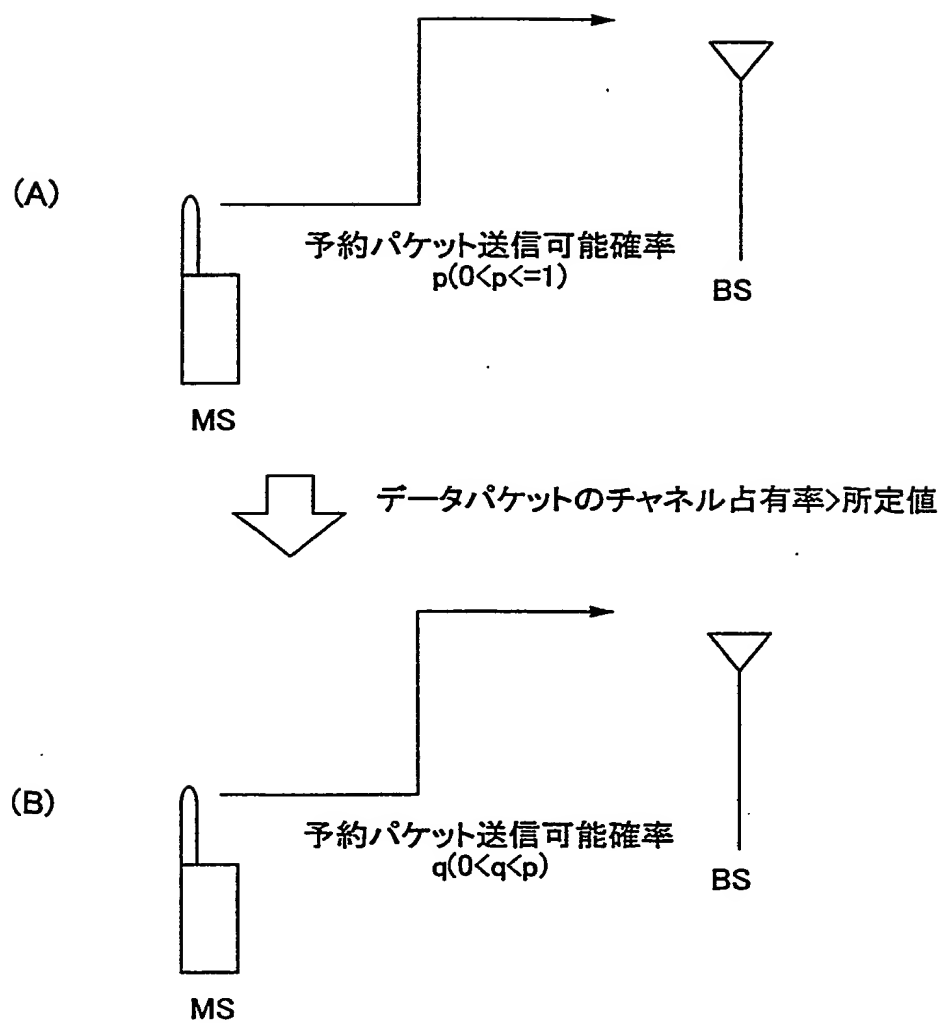 (A)
予約パケット送信可能確率
p(0<p<=1)
BS
MS
データパケットのチャネル占有率>所定値
(B)
予約パケット送信可能確率
q(0<q<p)
BS
MS